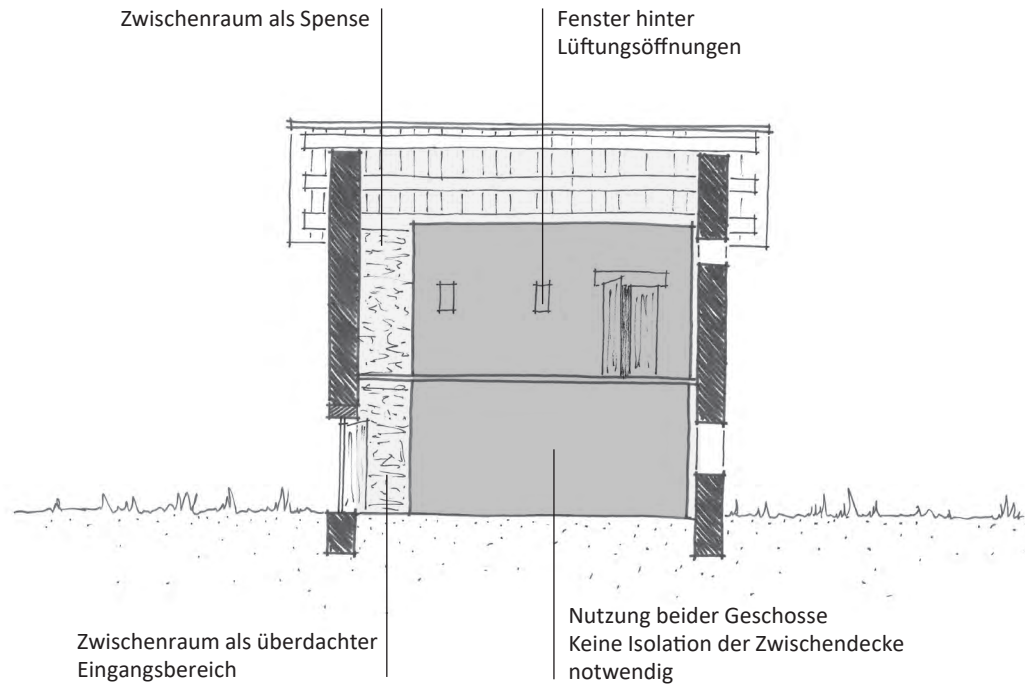 Zwischenraum als Spense
Fenster hinter
Lüftungsöffnungen
Zwischenraum als überdachter
Eingangsbereich
Nutzung beider Geschosse
Keine Isolation der Zwischendecke
notwendig